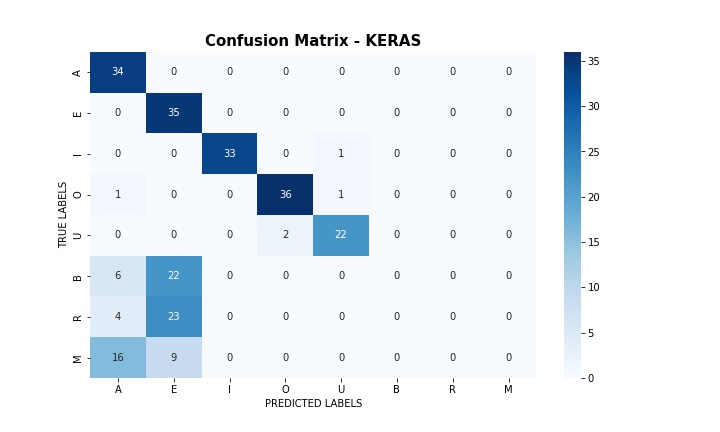 Confusion Matrix - KERAS
A 34 0 0 0 0 0 0 0
E 0 35 0 0 0 0 0 0
I 0 0 33 0 1 0 0 0
O 1 0 0 36 1 0 0 0
U 0 0 0 2 22 0 0 0
B 6 22 0 0 0 0 0 0
R 4 23 0 0 0 0 0 0
M 16 9 0 0 0 0 0 0
A E I O U B R M
TRUE LABELS
PREDICTED LABELS
35
30
25
20
15
10
5
0